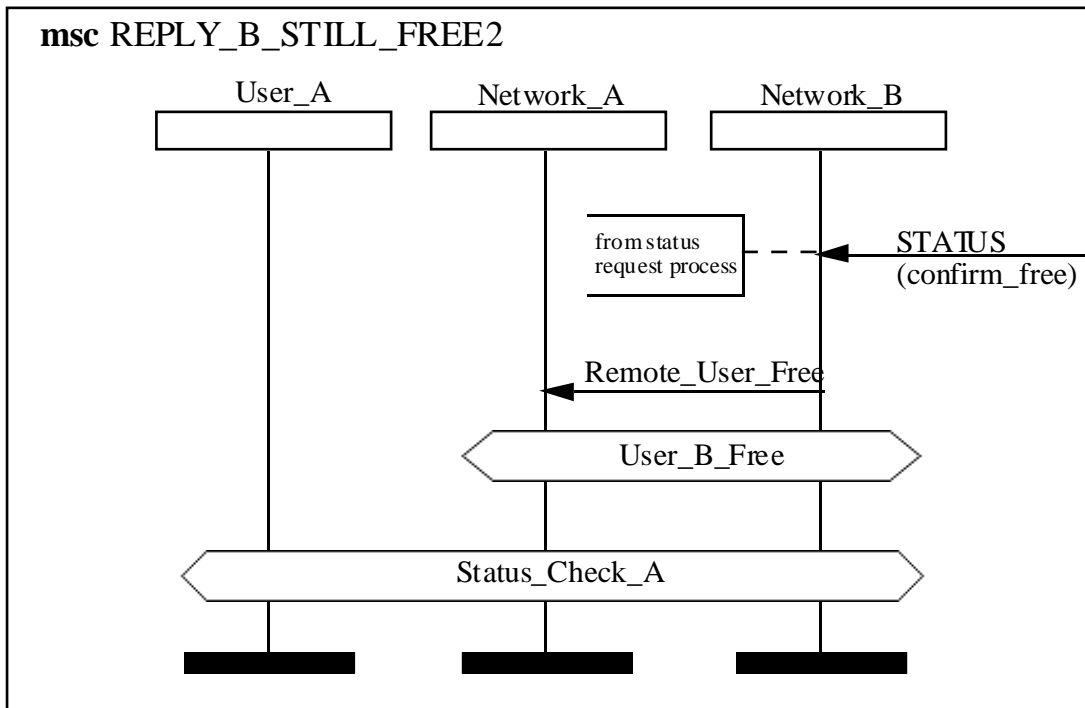 msc REPLY_B_STILL_FREE2
User_A
Network_A
Network_B
from status
request process
STATUS
(confirm_free)
Remote_User_Free
User_B_Free
Status_Check_A